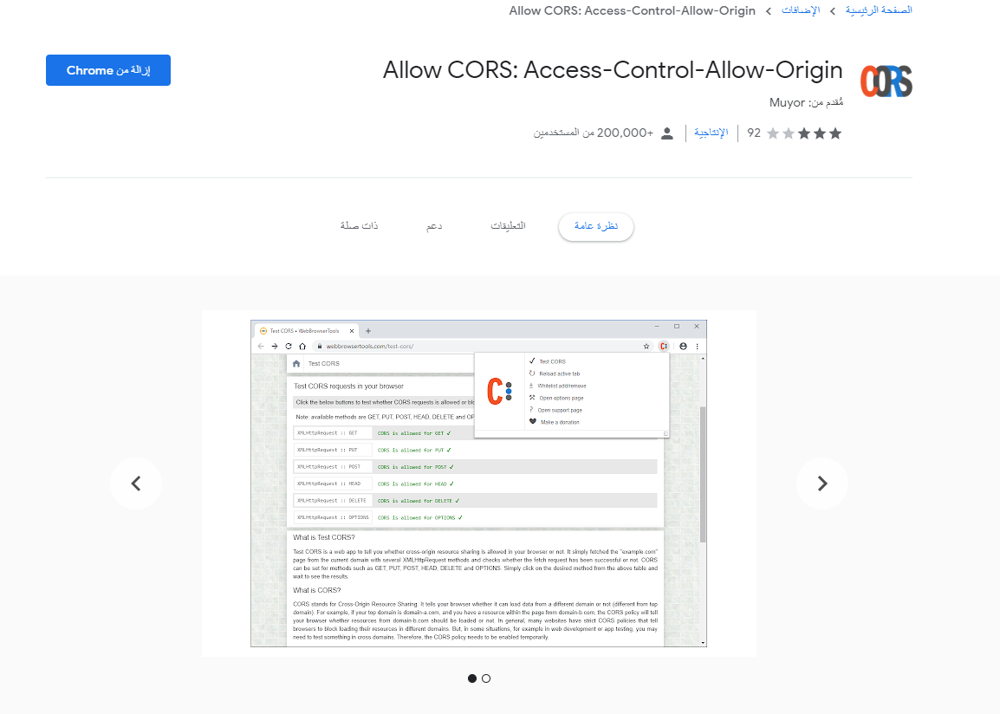 الصفحة الرئيسية > الإضافات > Allow CORS: Access-Control-Allow-Origin
CORS
Allow CORS: Access-Control-Allow-Origin
إزالة من Chrome
مُقدم من: Muyor
92
الإنتاجية
+200,000 من المستخدمين
نظرة عامة
التعليقات
دعم
ذات صلة
Test CORS • WebBrowserTools
webbrowsertools.com/test-cors/
Test CORS
Test CORS requests in your browser
Click the below buttons to test whether CORS requests is allowed or
Note: available methods are GET, PUT, POST, HEAD, DELETE and
XMLHttpRequest :: GET CORS is allowed for GET ✓
XMLHttpRequest :: PUT CORS is allowed for PUT ✓
XMLHttpRequest :: POST CORS is allowed for POST ✓
XMLHttpRequest :: HEAD CORS is allowed for HEAD ✓
XMLHttpRequest :: DELETE CORS is allowed for DELETE ✓
XMLHttpRequest :: OPTIONS CORS is allowed for OPTIONS ✓
C
Test CORS
Reload active tab
Whitelist add/remove
Open options page
Open support page
Make a donation
What is Test CORS?
Test CORS is a web app to tell you whether cross-origin resource sharing is allowed in your browser or not. It simply fetched the "example.com"
page from the current domain with several XMLHttpRequest methods and checks whether the fetch request has been successful or not. CORS
can be set for methods such as GET, PUT, POST, HEAD, DELETE and OPTIONS. Simply click on the desired method from the above table and
wait to see the results.
What is CORS?
CORS stands for Cross-Origin Resource Sharing. It tells your browser whether it can load data from a different domain or not (different from top
domain). For example, if your top domain is domain-a.com, and you have a resource within the page from domain-b.com, the CORS policy will tell
your browser whether resources from domain-b.com should be loaded or not. In general, many websites have strict CORS policies that tell
browsers to block loading their resources in different domains. But, in some situations, for example in web development or app testing, you may
need to test something in cross domains. Therefore, the CORS policy needs to be enabled temporarily.